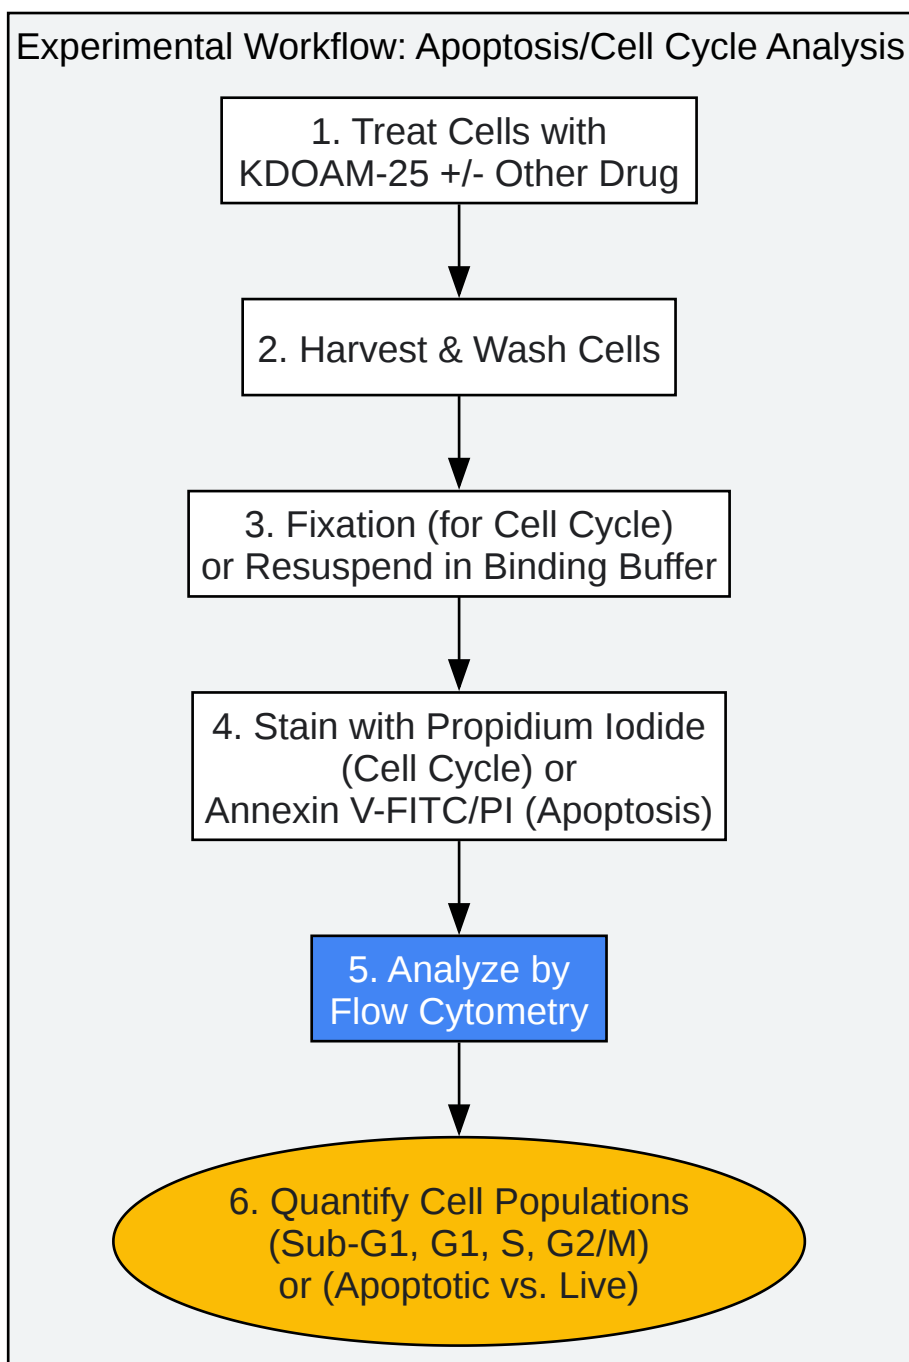 Experimental Workflow: Apoptosis/Cell Cycle Analysis
1. Treat Cells with
KDOAM-25 +/- Other Drug
2. Harvest & Wash Cells
3. Fixation (for Cell Cycle)
or Resuspend in Binding Buffer
4. Stain with Propidium Iodide
(Cell Cycle) or
Annexin V-FITC/PI (Apoptosis)
5. Analyze by
Flow Cytometry
6. Quantify Cell Populations
(Sub-G1, G1, S, G2/M)
or (Apoptotic vs. Live)